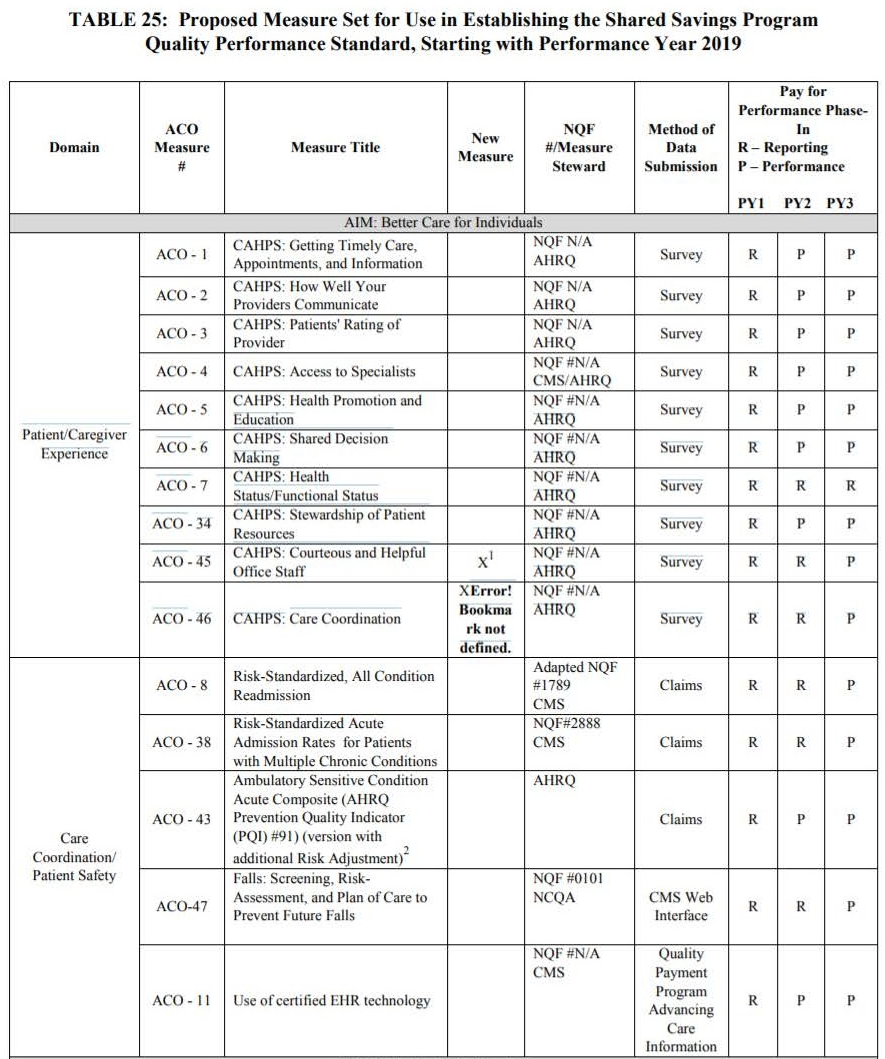 TABLE 25: Proposed Measure Set for Use in Establishing the Shared Savings Program
Quality Performance Standard, Starting with Performance Year 2019
Domain
ACO
Measure
#
Measure Title
New
Measure
NQF
#/Measure
Steward
Method of
Data
Submission
Pay for
Performance Phase-
In
R – Reporting
P – Performance
PY1 PY2 PY3
AIM: Better Care for Individuals
Patient/Caregiver
Experience
ACO - 1
CAHPS: Getting Timely Care,
Appointments, and Information
NQF N/A
AHRQ
Survey
R P P
ACO - 2
CAHPS: How Well Your
Providers Communicate
NQF N/A
AHRQ
Survey
R P P
ACO - 3
CAHPS: Patients' Rating of
Provider
NQF N/A
AHRQ
Survey
R P P
ACO - 4
CAHPS: Access to Specialists
NQF #N/A
CMS/AHRQ
Survey
R P P
ACO - 5
CAHPS: Health Promotion and
Education
NQF #N/A
AHRQ
Survey
R P P
ACO - 6
CAHPS: Shared Decision
Making
NQF #N/A
AHRQ
Survey
R P P
ACO - 7
CAHPS: Health
Status/Functional Status
NQF #N/A
AHRQ
Survey
R R R
ACO - 34
CAHPS: Stewardship of Patient
Resources
NQF #N/A
AHRQ
Survey
R P P
ACO - 45
CAHPS: Courteous and Helpful
Office Staff
X¹
NQF #N/A
AHRQ
Survey
R R P
ACO - 46
CAHPS: Care Coordination
XError!
Bookma
rk not
defined.
NQF #N/A
AHRQ
Survey
R R P
Care
Coordination/
Patient Safety
ACO - 8
Risk-Standardized, All Condition
Readmission
Adapted NQF
#1789
CMS
Claims
R R P
ACO - 38
Risk-Standardized Acute
Admission Rates for Patients
with Multiple Chronic Conditions
NQF#2888
CMS
Claims
R R P
ACO - 43
Ambulatory Sensitive Condition
Acute Composite (AHRQ
Prevention Quality Indicator
(PQI) #91) (version with
additional Risk Adjustment)²
AHRQ
Claims
R P P
ACO-47
Falls: Screening, Risk-
Assessment, and Plan of Care to
Prevent Future Falls
NQF #0101
NCQA
CMS Web
Interface
R R P
ACO - 11
Use of certified EHR technology
NQF #N/A
CMS
Quality
Payment
Program
Advancing
Care
Information
R P P